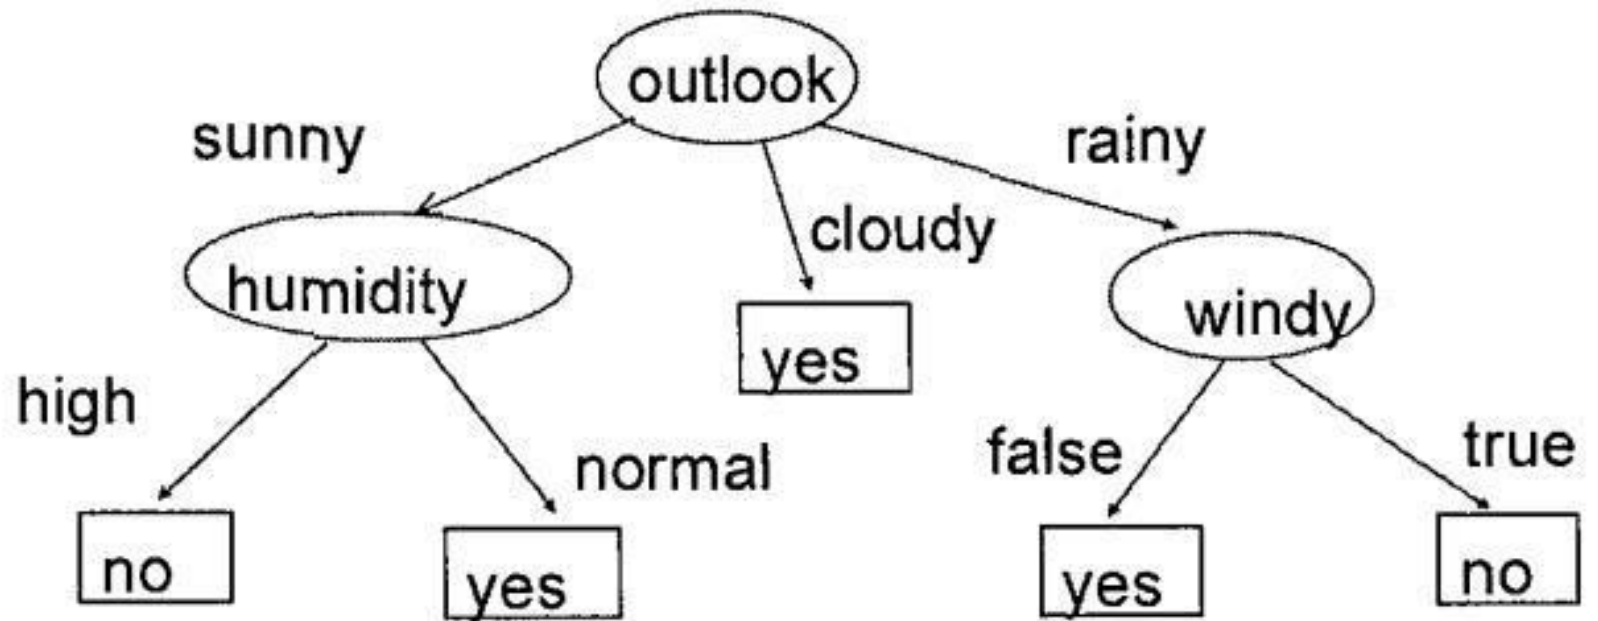 outlook
sunny
rainy
cloudy
humidity
windy
yes
high
normal
false
true
no
yes
yes
no